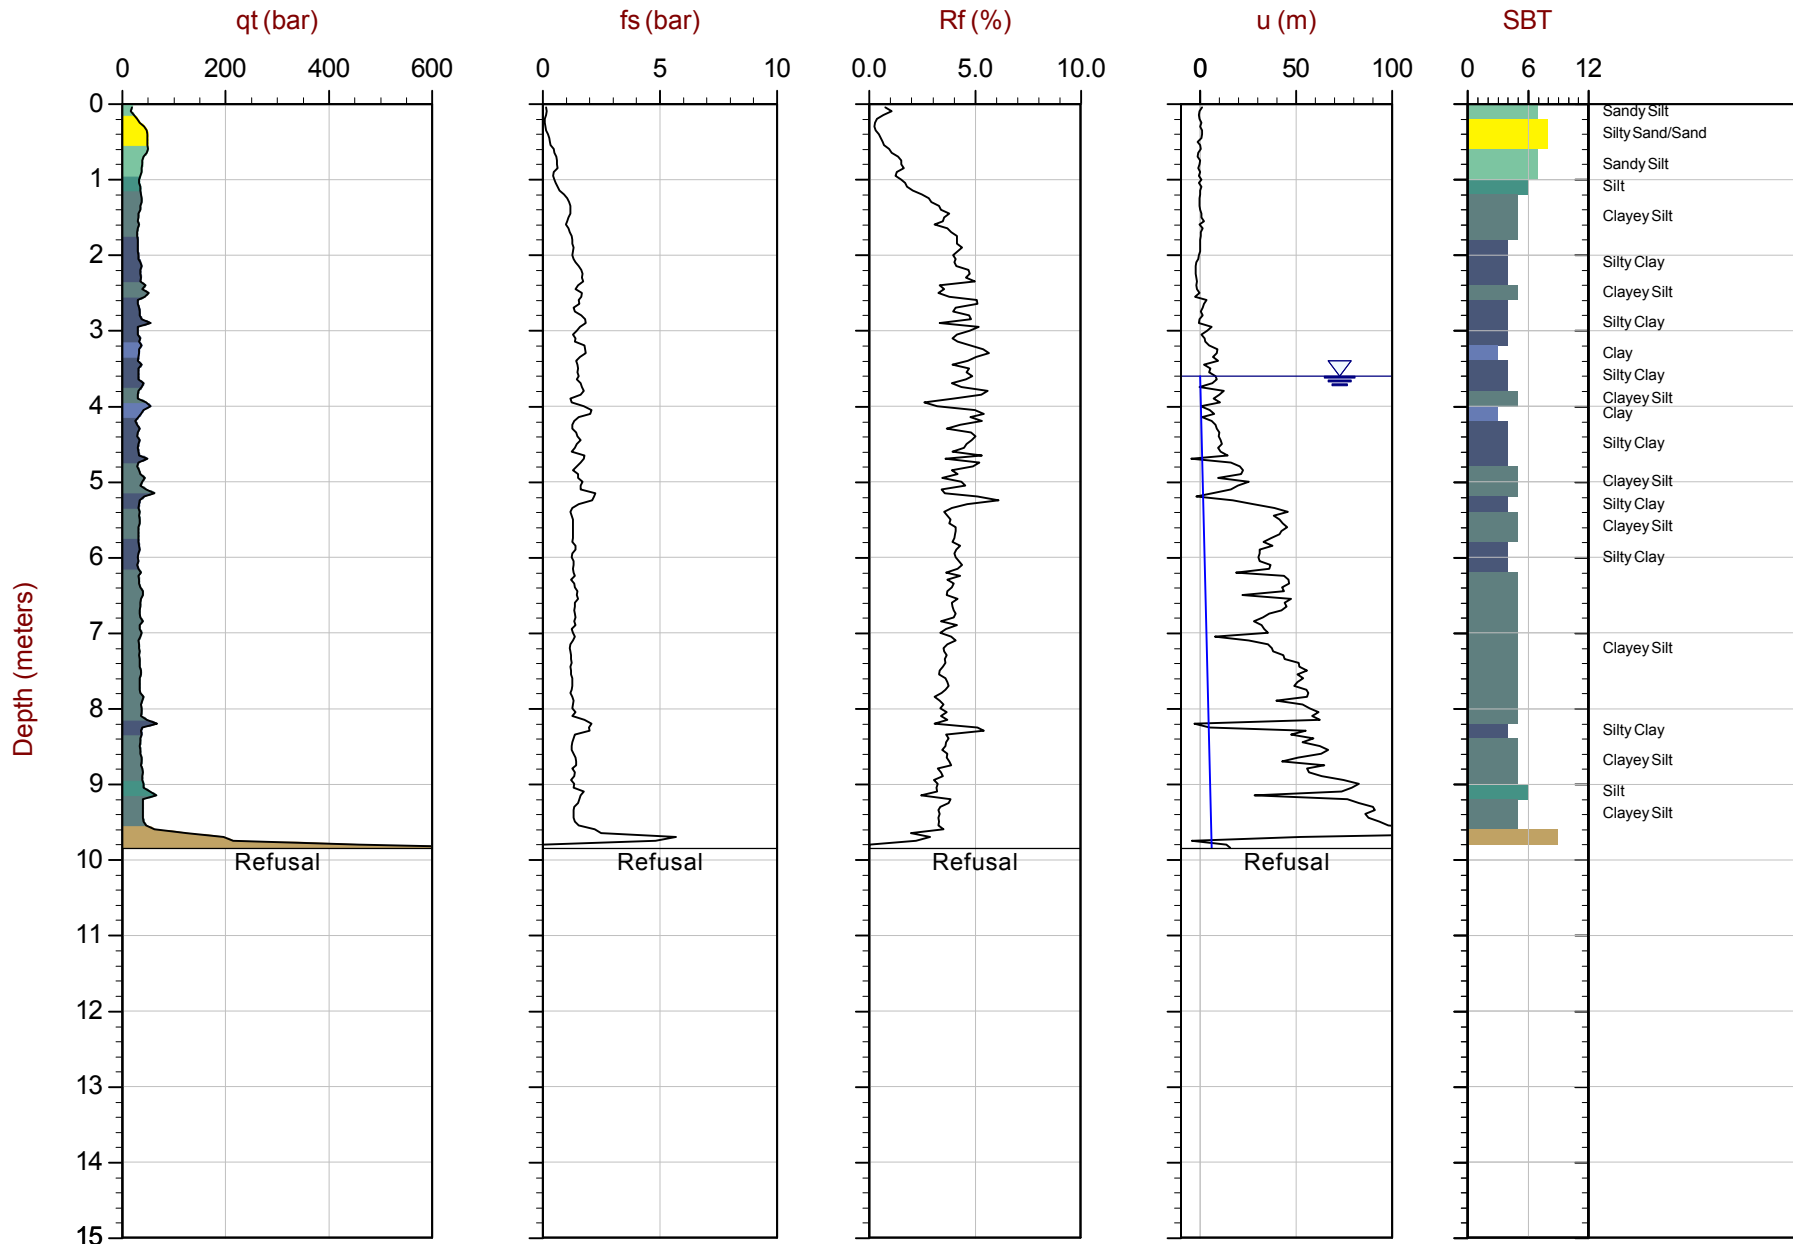 qt (bar) fs (bar) Rf (%) u (m) SBT
0 200 400 600 0 5 10 0.0 5.0 10.0 0 50 100 0 6 12
0
Sandy Silt
Silty Sand/Sand
Sandy Silt
1
Silt
Clayey Silt
2
Silty Clay
Clayey Silt
Silty Clay
3
Clay
Silty Clay
Clayey Silt
4
Clay
Silty Clay
5
Clayey Silt
Silty Clay
Clayey Silt
6
Silty Clay
7
Clayey Silt
8
Silty Clay
Clayey Silt
9
Silt
Clayey Silt
10
Refusal Refusal Refusal Refusal
11
12
13
14
15
Depth (meters)